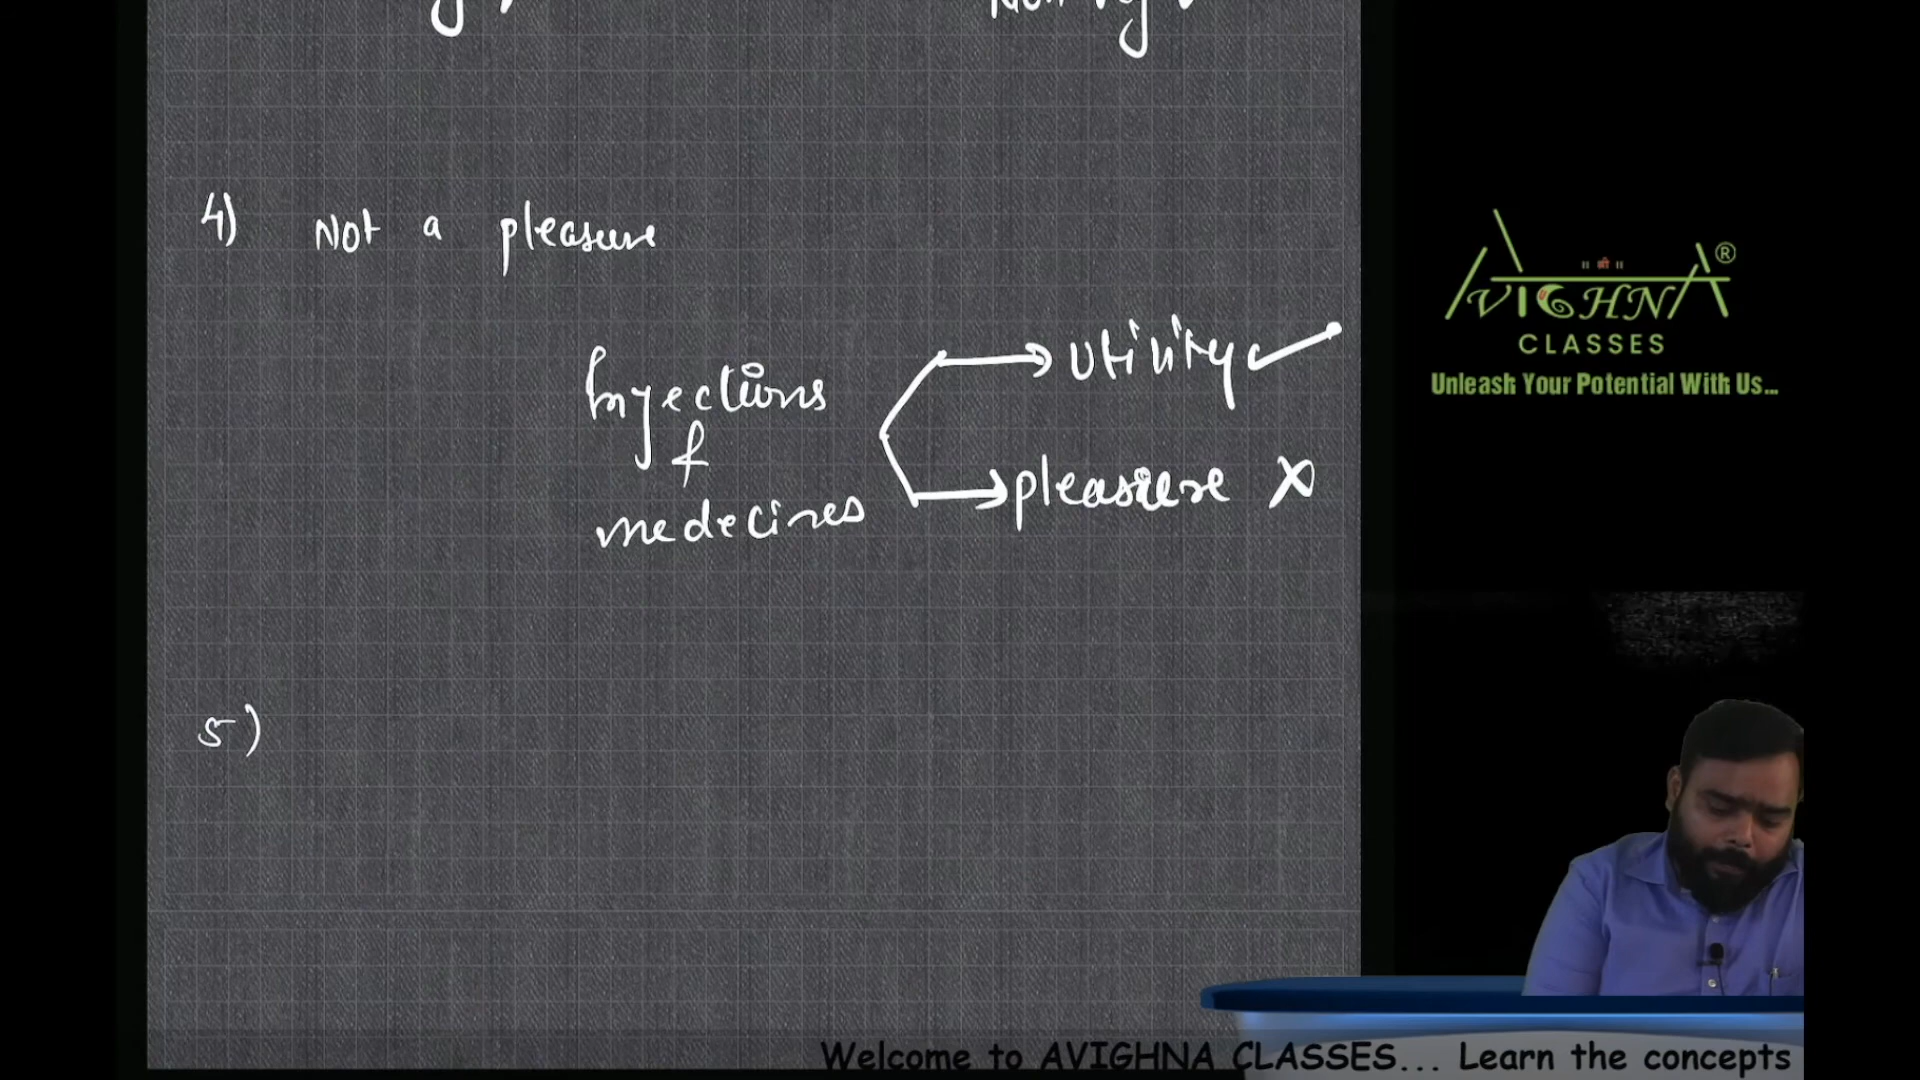 4) Not a pleasure
Injections
&
medecines
utility
pleasure X
5)
AVIGHNA®
CLASSES
Unleash Your Potential With Us...
Welcome to AVIGHNA CLASSES... Learn the concepts